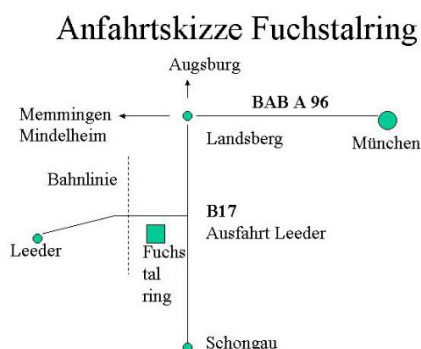 Anfahrtskizze Fuchstalring
Augsburg
BAB A 96
Memmingen
Mindelheim
Landsberg
München
Bahnlinie
B17
Ausfahrt Leeder
Leeder
Fuchs
tal
ring
Schongau